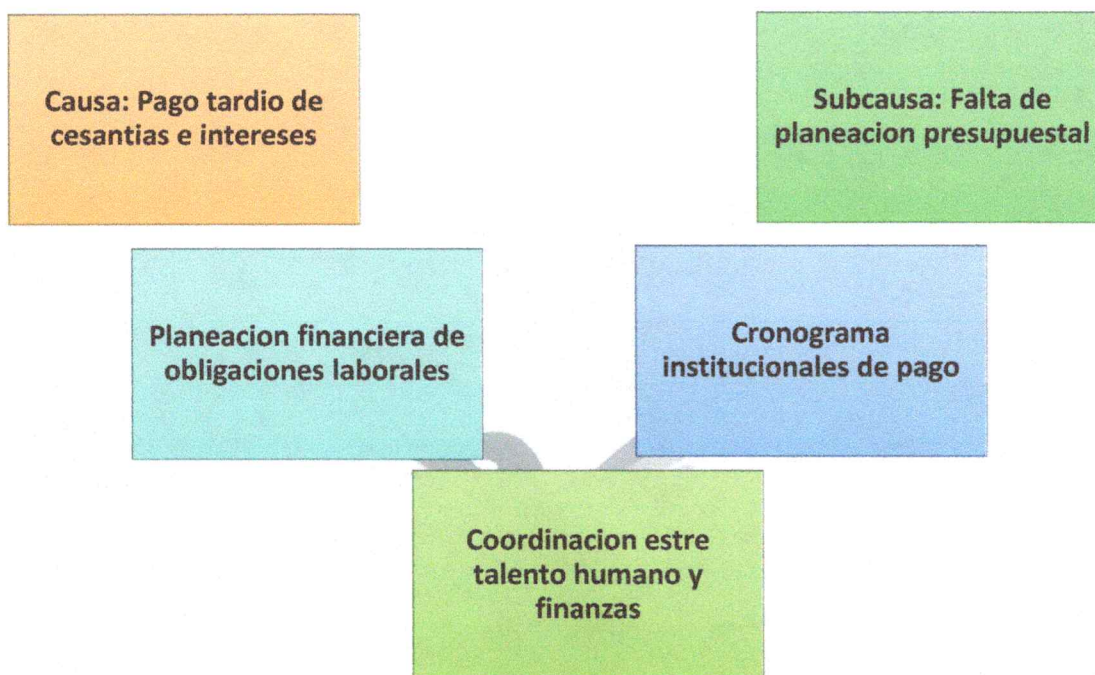 Causa: Pago tardio de
cesantias e intereses
Subcausa: Falta de
planeacion presupuestal
Planeacion financiera de
obligaciones laborales
Cronograma
institucionales de pago
Coordinacion estre
talento humano y
finanzas